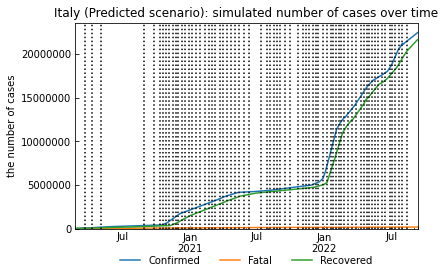 Italy (Predicted scenario): simulated number of cases over time
the number of cases
20000000
15000000
10000000
5000000
0
Jul
Jan
2021
Jul
Jan
2022
Jul
Confirmed
Fatal
Recovered